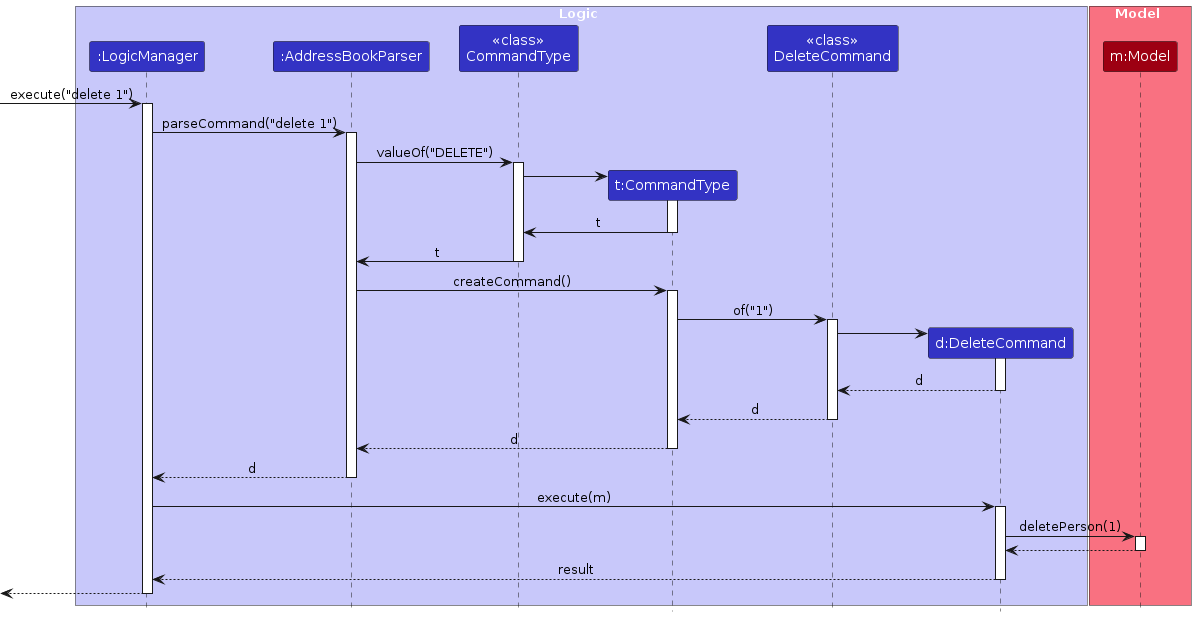 Logic
Model
:LogicManager
:AddressBookParser
«class»
CommandType
«class»
DeleteCommand
m:Model
execute("delete 1")
parseCommand("delete 1")
valueOf("DELETE")
t:CommandType
t
t
createCommand()
of("1")
d:DeleteCommand
d
d
d
d
execute(m)
deletePerson(1)
result